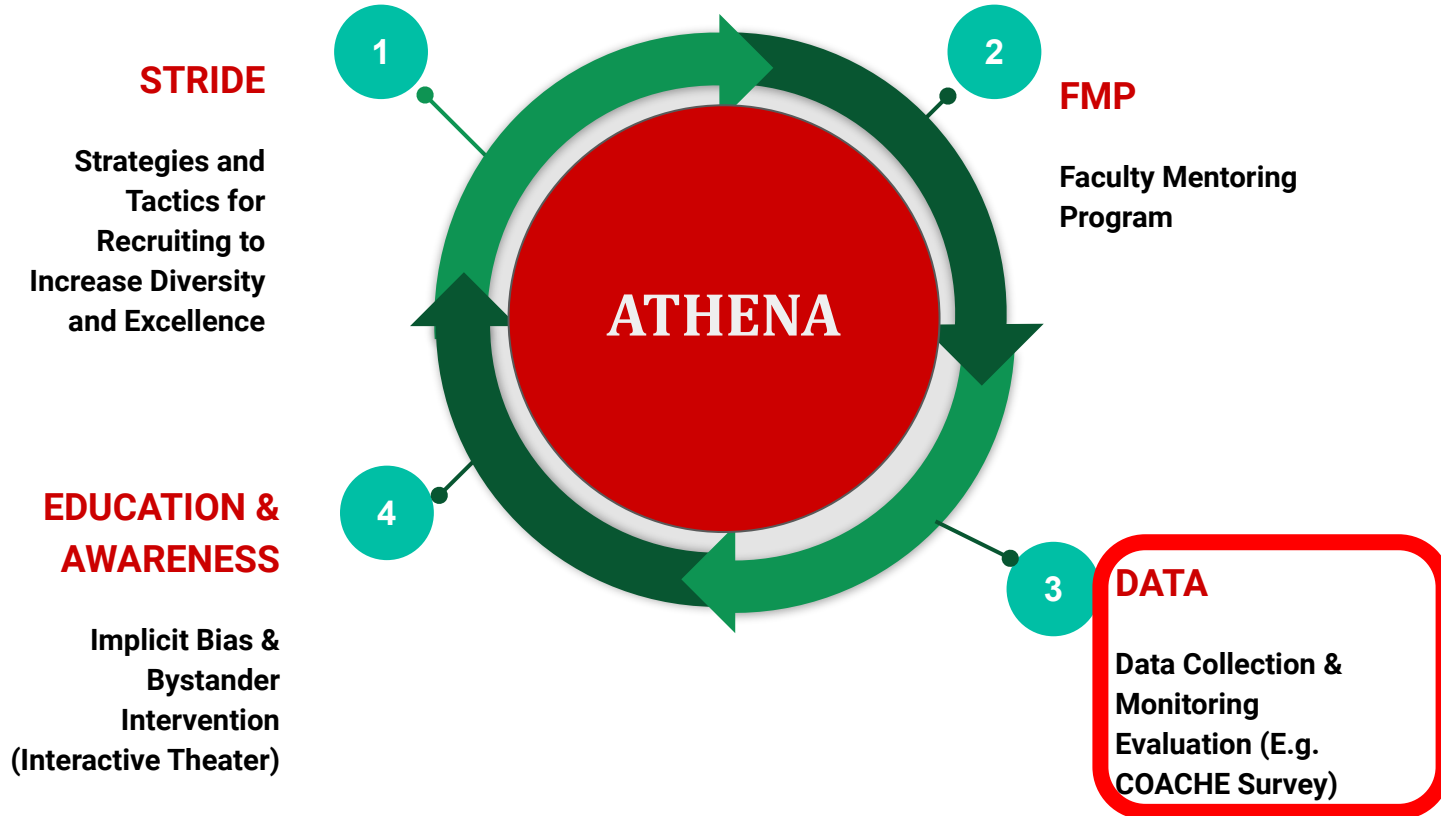 1
STRIDE
Strategies and
Tactics for
Recruiting to
Increase Diversity
and Excellence
2
FMP
Faculty Mentoring
Program
ATHENA
3
DATA
Data Collection &
Monitoring
Evaluation (E.g.
COACHE Survey)
4
EDUCATION &
AWARENESS
Implicit Bias &
Bystander
Intervention
(Interactive Theater)